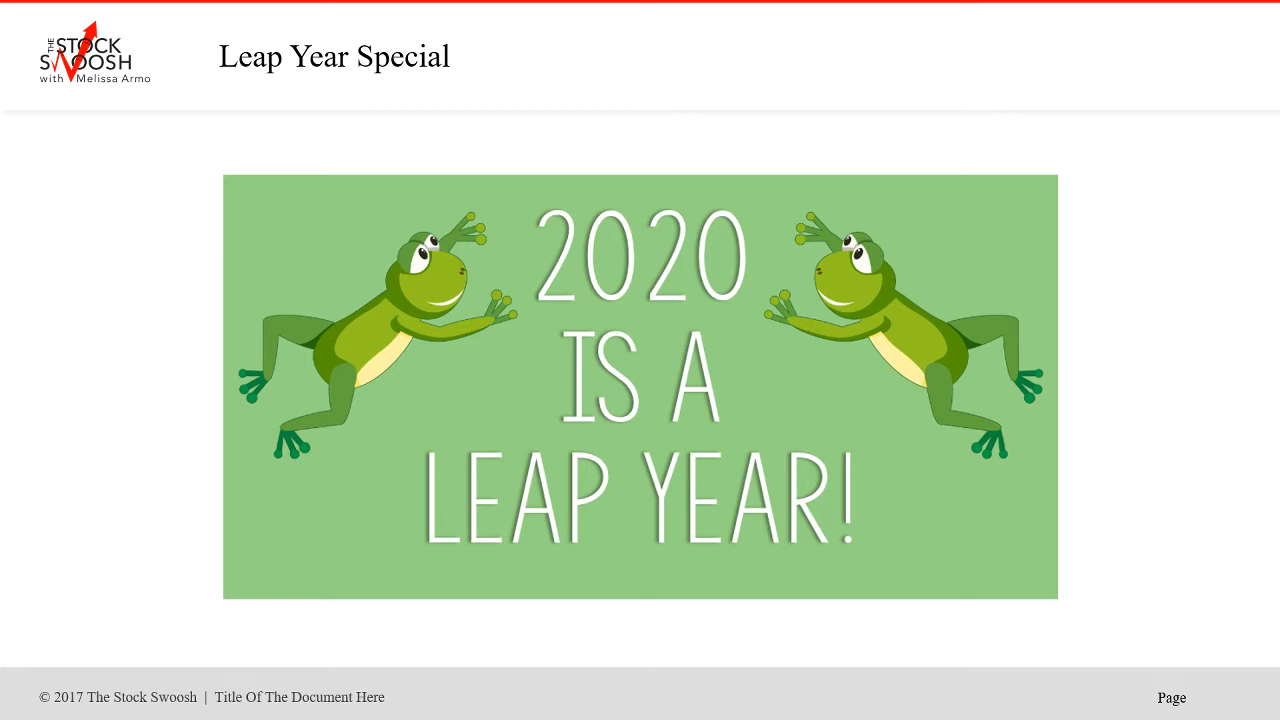 THE STOCK
SWOOSH
with Melissa Armo
Leap Year Special
2020
IS A
LEAP YEAR!
© 2017 The Stock Swoosh | Title Of The Document Here
Page